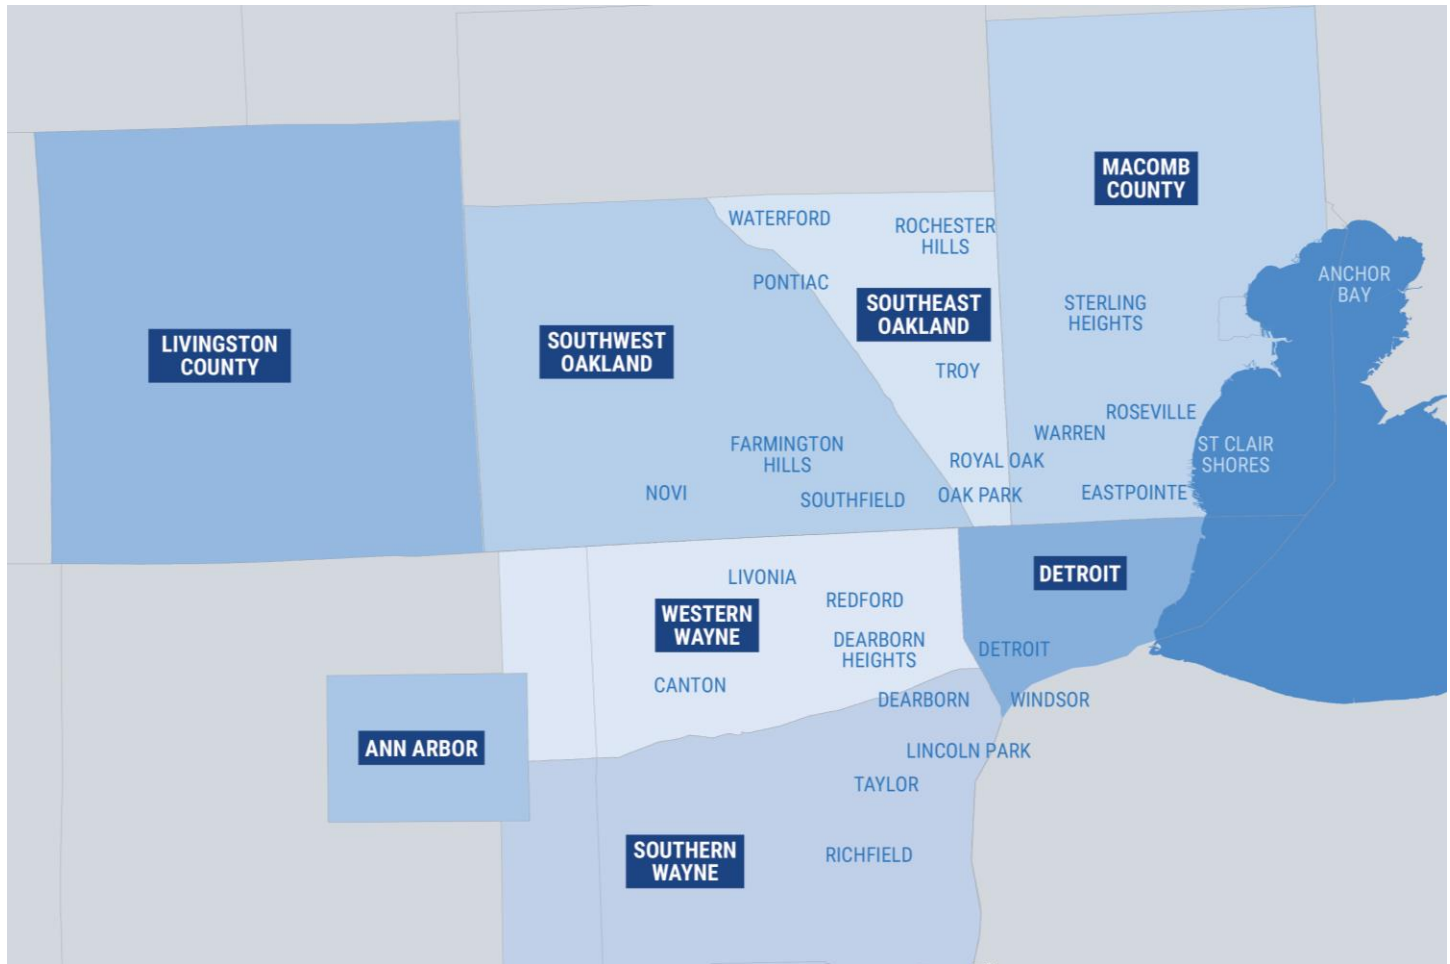 MACOMB
COUNTY
WATERFORD
ROCHESTER
HILLS
ANCHOR
BAY
PONTIAC
SOUTHEAST
OAKLAND
STERLING
HEIGHTS
LIVINGSTON
COUNTY
SOUTHWEST
OAKLAND
TROY
ROSEVILLE
WARREN
FARMINGTON
HILLS
ROYAL OAK
ST CLAIR
SHORES
NOVI
SOUTHFIELD
OAK PARK
EASTPOINTE
LIVONIA
DETROIT
REDFORD
WESTERN
WAYNE
DEARBORN
HEIGHTS
DETROIT
CANTON
DEARBORN
WINDSOR
ANN ARBOR
LINCOLN PARK
TAYLOR
SOUTHERN
WAYNE
RICHFIELD